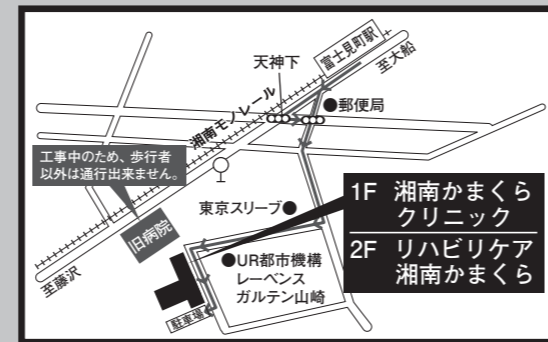 富士見町駅
至大船
天神下
●郵便局
湘南モノレール
工事中のため、歩行者
以外は通行出来ません。
旧病院
至藤沢
東京スリーブ●
1F 湘南かまくら
クリニック
2F リハビリケア
湘南かまくら
●UR都市機構
レーベンス
ガルテン山崎
駐車場